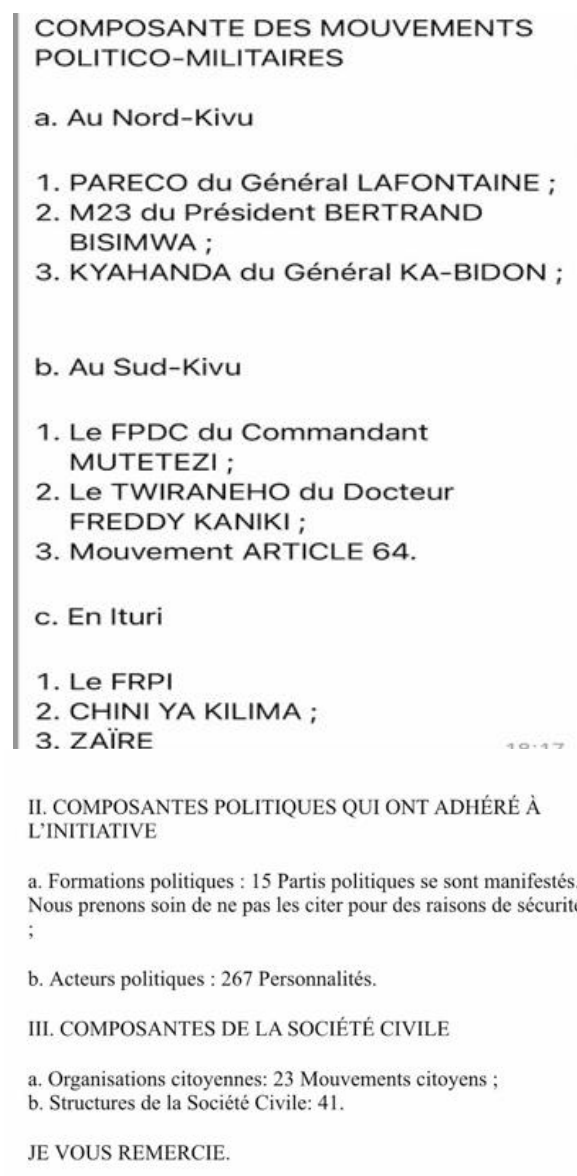 COMPOSANTE DES MOUVEMENTS
POLITICO-MILITAIRES
a. Au Nord-Kivu
1. PARECO du Général LAFONTAINE ;
2. M23 du Président BERTRAND
BISIMWA ;
3. KYAHANDA du Général KA-BIDON ;
b. Au Sud-Kivu
1. Le FPDC du Commandant
MUTETEZI ;
2. Le TWIRANEHO du Docteur
FREDDY KANIKI ;
3. Mouvement ARTICLE 64.
c. En Ituri
1. Le FRPI
2. CHINI YA KILIMA ;
3. ZAÏRE
II. COMPOSANTES POLITIQUES QUI ONT ADHÉRÉ À
L'INITIATIVE
a. Formations politiques : 15 Partis politiques se sont manifestés.
Nous prenons soin de ne pas les citer pour des raisons de sécurité
;
b. Acteurs politiques : 267 Personnalités.
III. COMPOSANTES DE LA SOCIÉTÉ CIVILE
a. Organisations citoyennes: 23 Mouvements citoyens ;
b. Structures de la Société Civile: 41.
JE VOUS REMERCIE.